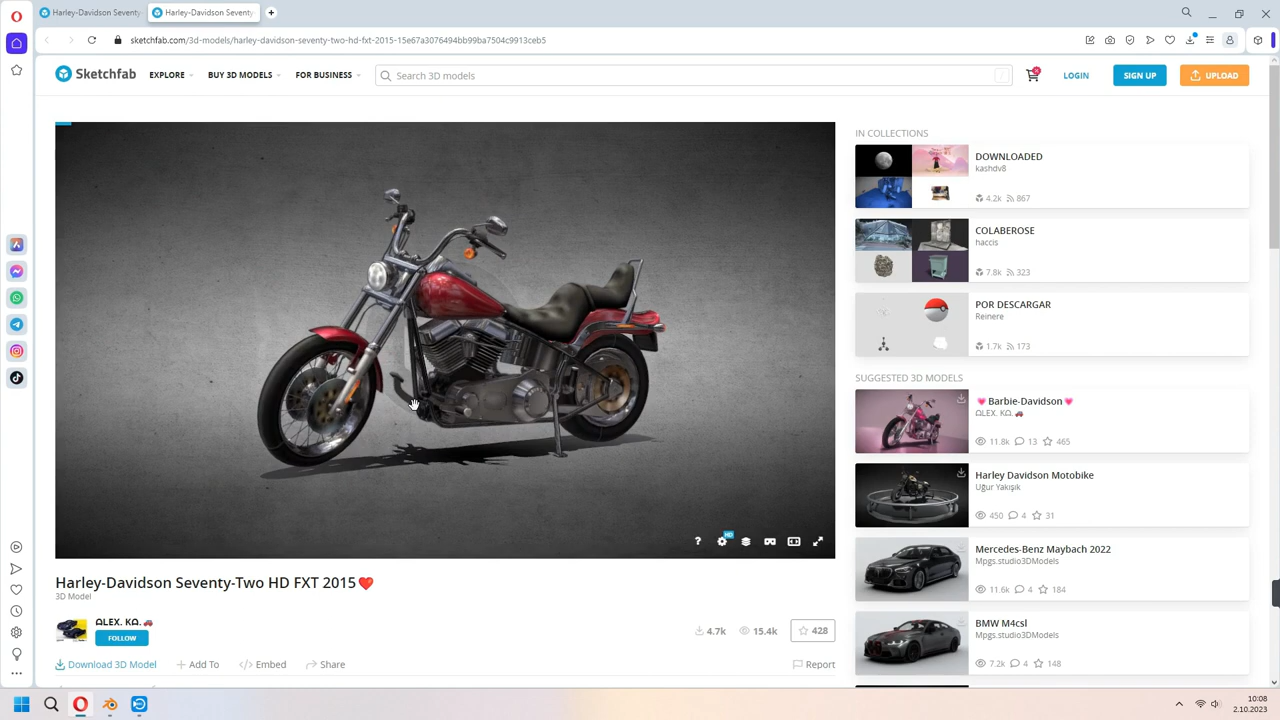 Harley-Davidson Seventy
Harley-Davidson Seventy
sketchfab.com/3d-models/harley-davidson-seventy-two-hd-fxt-2015-15e67a3076494bb99ba7504c9913ceb5
Sketchfab
EXPLORE
BUY 3D MODELS
FOR BUSINESS
Search 3D models
/
LOGIN
SIGN UP
UPLOAD
IN COLLECTIONS
DOWNLOADED
kashdv8
4.2k 867
COLABEROSE
haccis
7.8k 323
POR DESCARGAR
Reinere
1.7k 173
SUGGESTED 3D MODELS
💗Barbie-Davidson💗
ᗩLEX. Kᗩ.🚗
11.8k 13 465
Harley Davidson Motobike
Uğur Yakışık
450 4 31
Mercedes-Benz Maybach 2022
Mpgs.studio3DModels
11.6k 4 184
BMW M4csl
Mpgs.studio3DModels
7.2k 4 148
? HD
Harley-Davidson Seventy-Two HD FXT 2015❤️
3D Model
ᗩLEX. Kᗩ.🚗
FOLLOW
4.7k 15.4k 428
Download 3D Model
Add To
Embed
Share
Report
10:08
2.10.2023